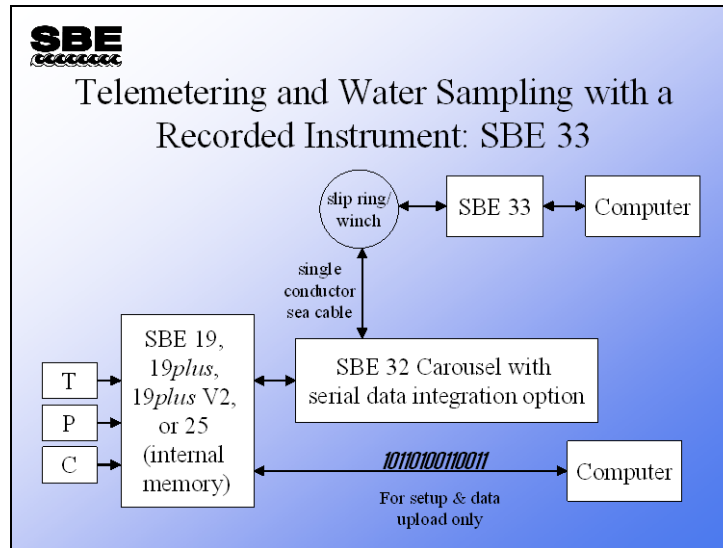 SBE
Telemetering and Water Sampling with a
Recorded Instrument: SBE 33
slip ring/
winch
SBE 33
Computer
single
conductor
sea cable
SBE 19,
19plus,
19plus V2,
or 25
(internal
memory)
SBE 32 Carousel with
serial data integration option
T
P
C
10110100110011
Computer
For setup & data
upload only